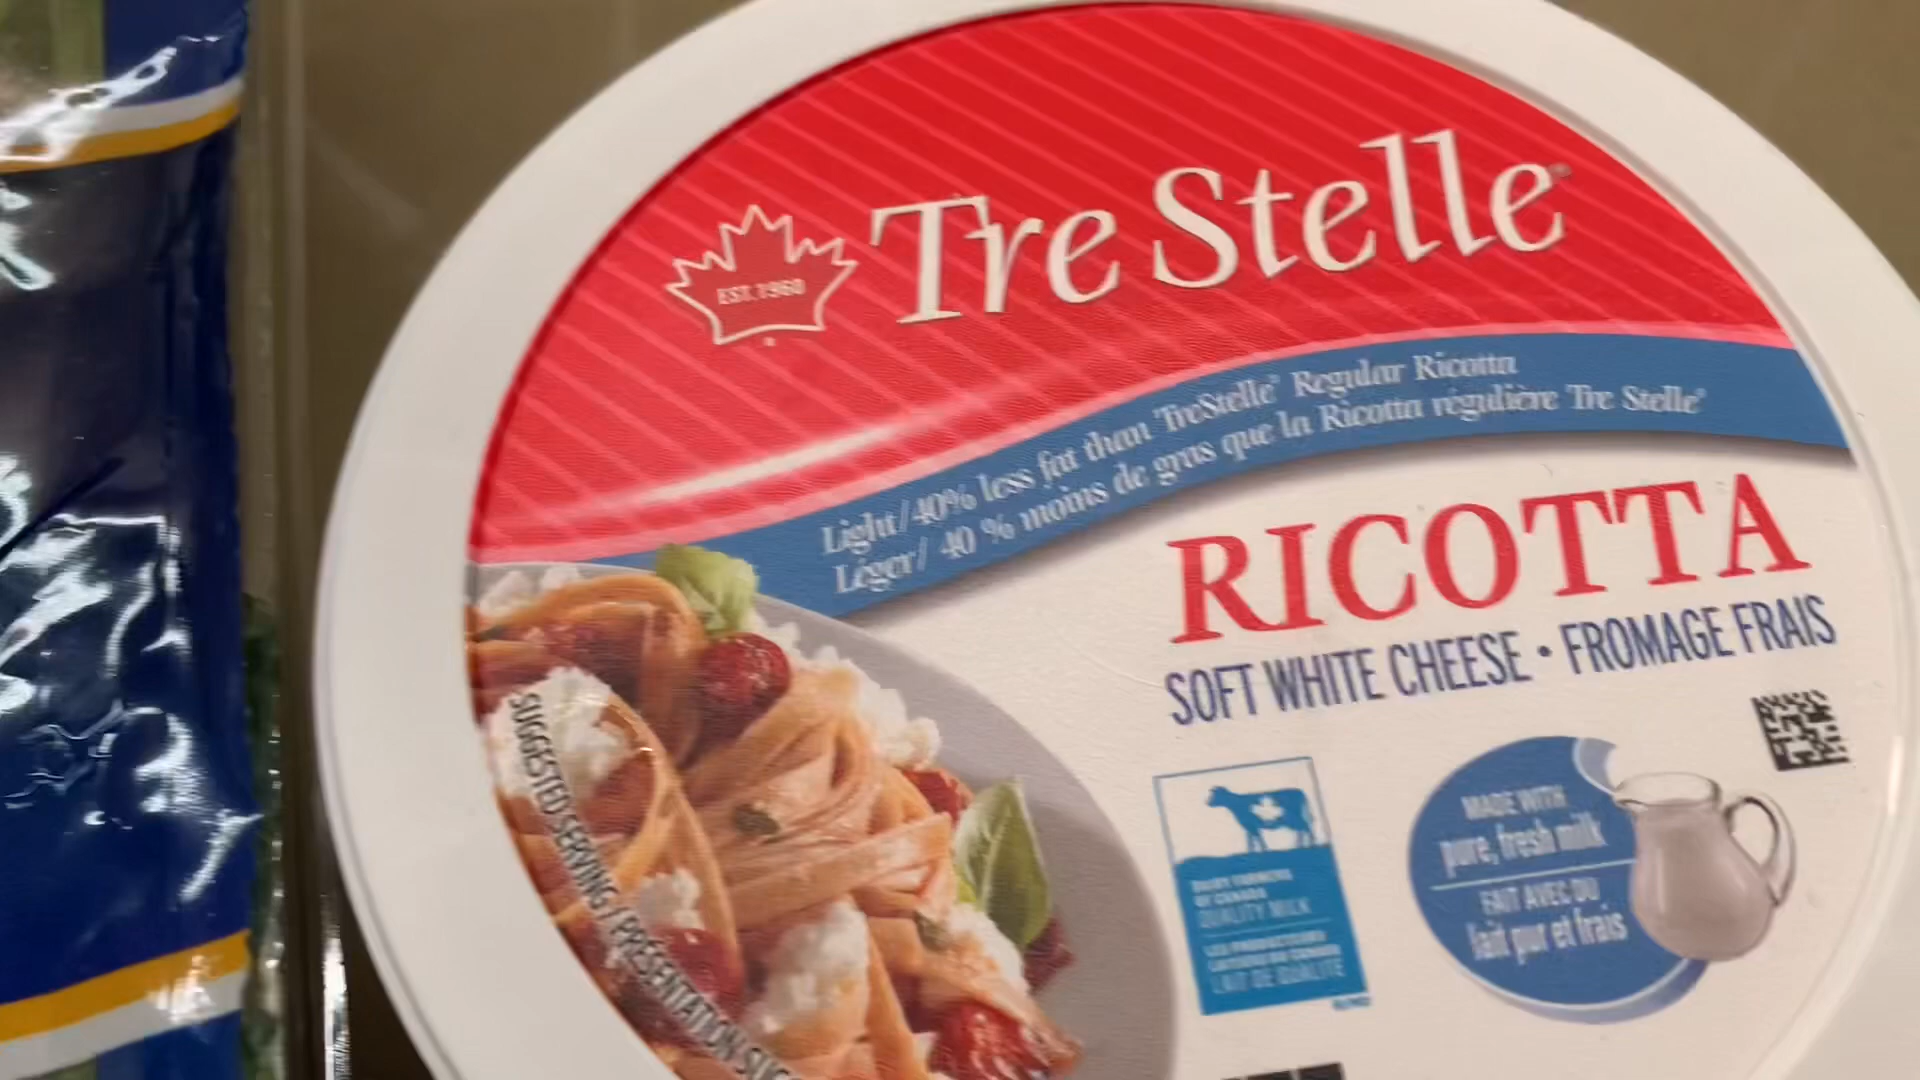 Tre Stelle
EST. 1960
Light/40% less fat than TreStelle® Regular Ricotta
Léger/ 40 % moins de gras que la Ricotta régulière Tre Stelle®
RICOTTA
SOFT WHITE CHEESE • FROMAGE FRAIS
SUGGESTED SERVING / PRÉSENTATION
DAIRY FARMERS
OF CANADA
QUALITY MILK
LES PRODUCTEURS
LAITIERS DU CANADA
LAIT DE QUALITÉ
MADE WITH
pure, fresh milk
FAIT AVEC DU
lait pur et frais